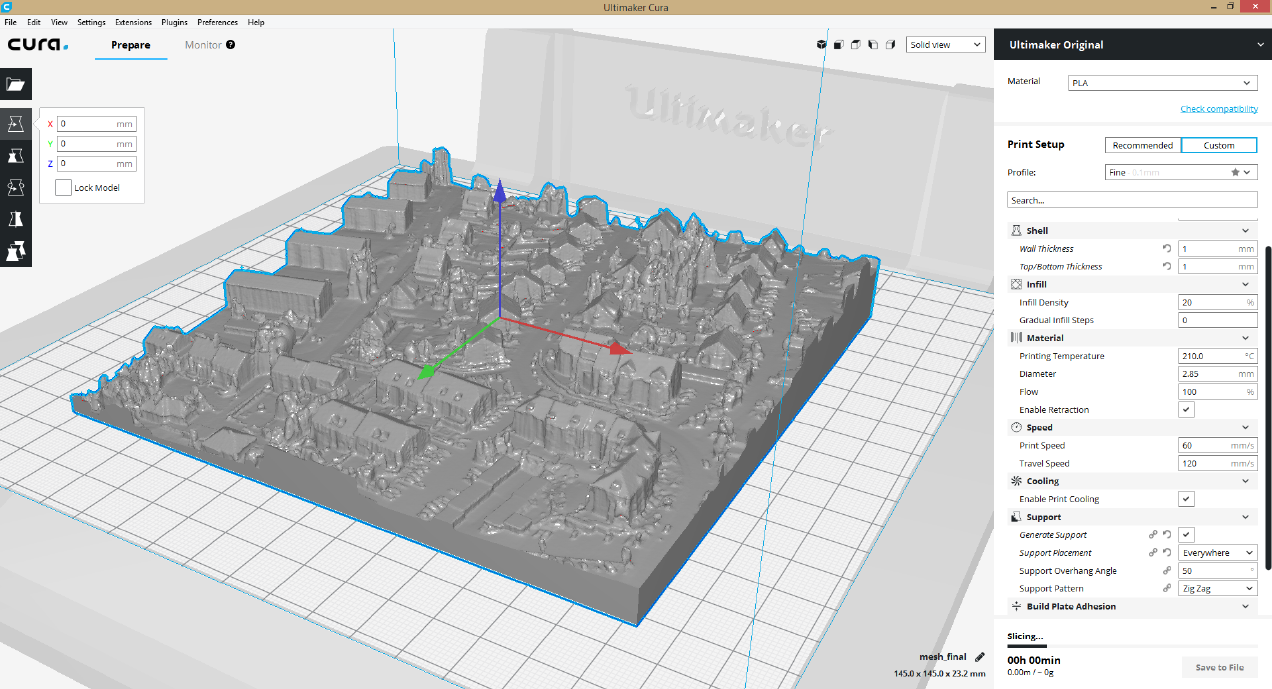 Ultimaker Cura
File Edit View Settings Extensions Plugins Preferences Help
cura.
Prepare
Monitor ?
Solid view
Ultimaker Original
X 0 mm
Y 0 mm
Z 0 mm
Lock Model
Ultimaker
Material PLA
Check compatibility
Print Setup Recommended Custom
Profile: Fine - 0.1mm
Search...
Shell
Wall Thickness 1 mm
Top/Bottom Thickness 1 mm
Infill
Infill Density 20 %
Gradual Infill Steps 0
Material
Printing Temperature 210.0 °C
Diameter 2.85 mm
Flow 100 %
Enable Retraction
Speed
Print Speed 60 mm/s
Travel Speed 120 mm/s
Cooling
Enable Print Cooling
Support
Generate Support
Support Placement Everywhere
Support Overhang Angle 50 °
Support Pattern Zig Zag
Build Plate Adhesion
mesh_final
145.0 x 145.0 x 23.2 mm
Slicing...
00h 00min
0.00m / ~ 0g
Save to File